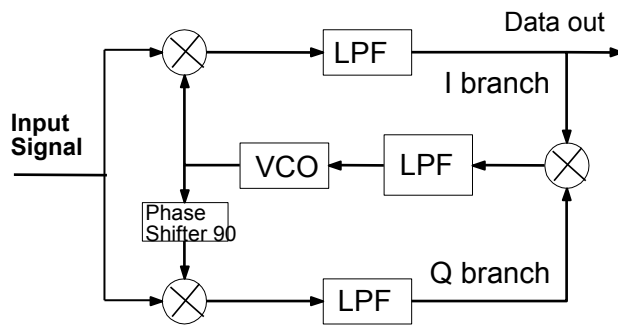 Data out
LPF
I branch
Input
Signal
VCO
LPF
Phase
Shifter 90
Q branch
LPF